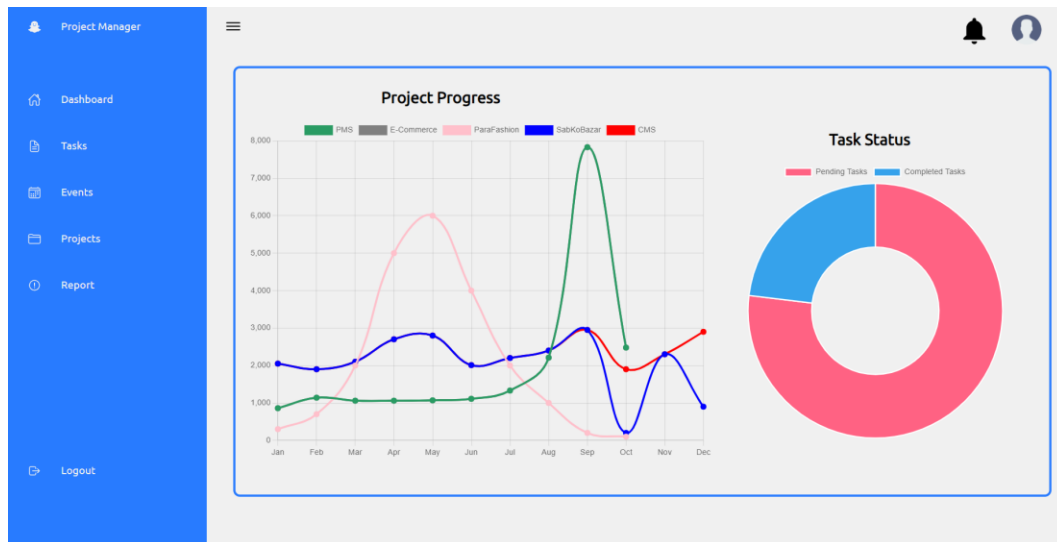 Project Manager
Dashboard
Tasks
Events
Projects
Report
Logout
Project Progress
PMS E-Commerce ParaFashion SabKoBazar CMS
8,000
7,000
6,000
5,000
4,000
3,000
2,000
1,000
0
Jan Feb Mar Apr May Jun Jul Aug Sep Oct Nov Dec
Task Status
Pending Tasks Completed Tasks